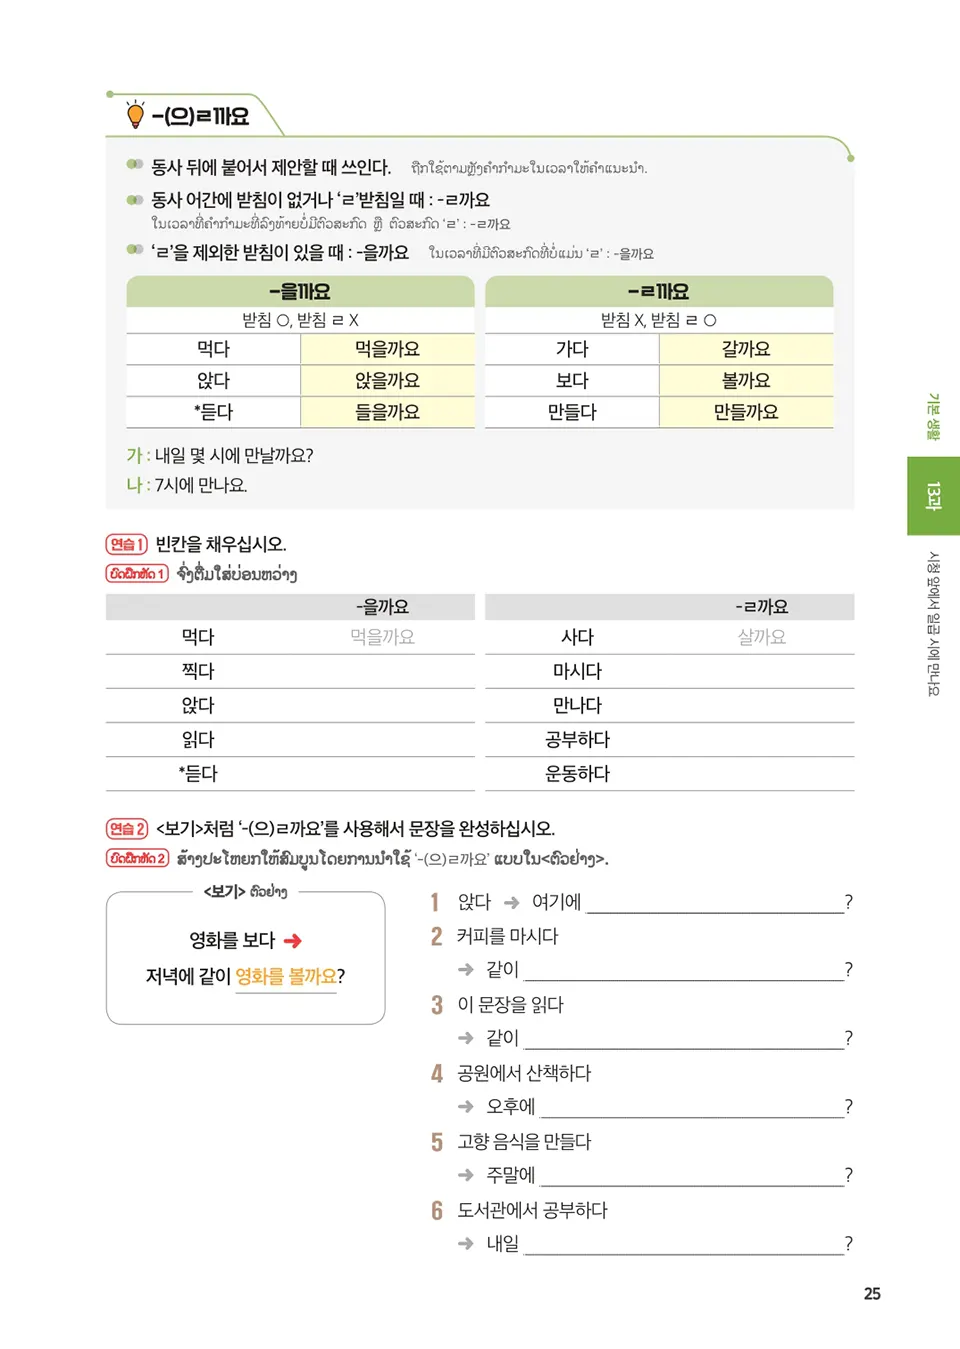 -(으)ㄹ까요
동사 뒤에 붙어서 제안할 때 쓰인다. ຖືກໃຊ້ຕາມຫຼັງຄຳກຳມະໃນເວລາໃຫ້ຄຳແນະນຳ.
동사 어간에 받침이 없거나 ‘ㄹ’받침일 때 : -ㄹ까요
ໃນເວລາທີ່ຄຳກຳມະທີ່ລົງທ້າຍບໍ່ມີຕົວສະກົດ ຫຼື ຕົວສະກົດ ‘ㄹ’ : -ㄹ까요
‘ㄹ’을 제외한 받침이 있을 때 : -을까요 ໃນເວລາທີ່ມີຕົວສະກົດທີ່ບໍ່ແມ່ນ ‘ㄹ’ : -을까요
-을까요 -ㄹ까요
받침 O, 받침 ㄹ X 받침 X, 받침 ㄹ O
먹다 먹을까요 가다 갈까요
앉다 앉을까요 보다 볼까요
*듣다 들을까요 만들다 만들까요
가 : 내일 몇 시에 만날까요?
나 : 7시에 만나요.
연습 1 빈칸을 채우십시오.
ບົດຝຶກຫັດ 1 ຈົ່ງຕື່ມໃສ່ບ່ອນຫວ່າງ
-을까요 -ㄹ까요
먹다 먹을까요 사다 살까요
찍다 마시다
앉다 만나다
읽다 공부하다
*듣다 운동하다
연습 2 <보기>처럼 ‘-(으)ㄹ까요’를 사용해서 문장을 완성하십시오.
ບົດຝຶກຫັດ 2 ສ້າງປະໂຫຍກໃຫ້ສົມບູນໂດຍການນຳໃຊ້ ‘-(으)ㄹ까요’ ແບບໃນ<ຕົວຢ່າງ>.
<보기> ຕົວຢ່າງ
영화를 보다 ➜
저녁에 같이 영화를 볼까요?
1 앉다 ➜ 여기에 ?
2 커피를 마시다
➜ 같이 ?
3 이 문장을 읽다
➜ 같이 ?
4 공원에서 산책하다
➜ 오후에 ?
5 고향 음식을 만들다
➜ 주말에 ?
6 도서관에서 공부하다
➜ 내일 ?
기본 생활
13과
시청 앞에서 일곱 시에 만나요
25